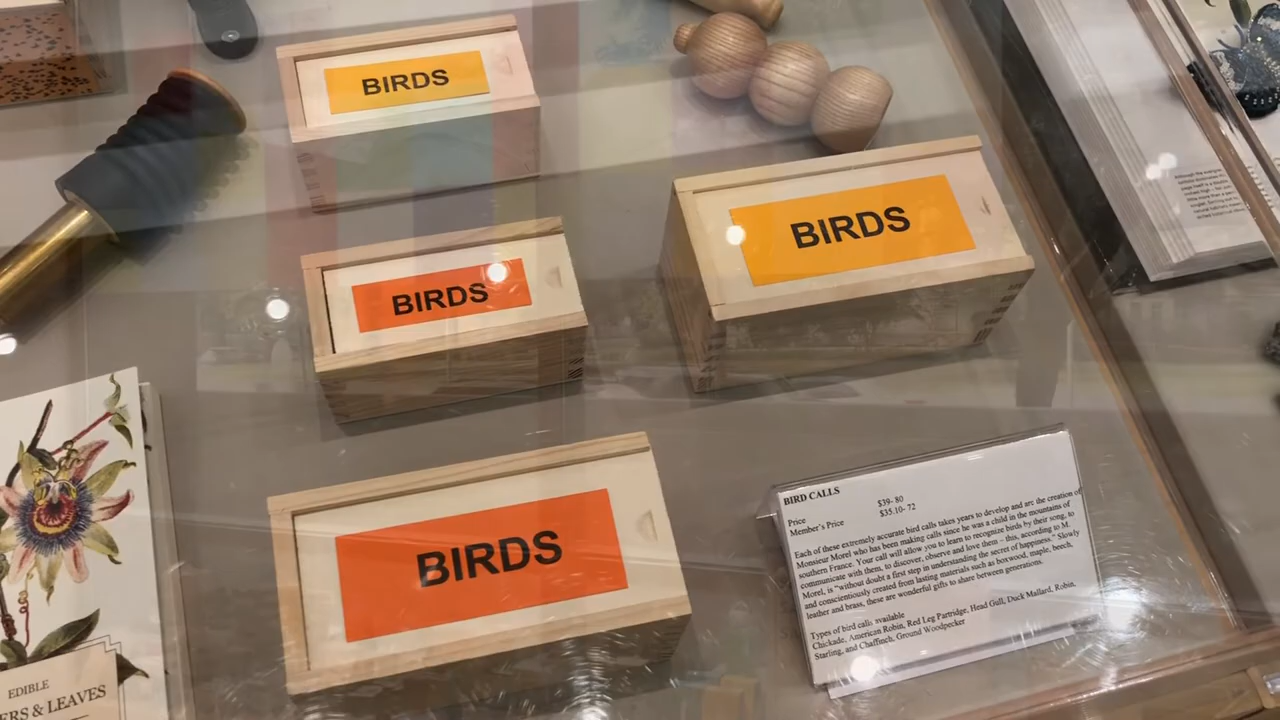 BIRDS
BIRDS
BIRDS
BIRDS
BIRD CALLS
Price $39- 80
Member's Price $35.10- 72
Each of these extremely accurate bird calls takes years to develop and are the creation of
Monsieur Morel who has been making calls since he was a child in the mountains of
southern France. Your call will allow you to learn to recognize birds by their song, to
communicate with them, to discover, observe and love them – this, according to M.
Morel, is "without doubt a first step in understanding the secret of happiness." Slowly
and conscientiously created from lasting materials such as boxwood, maple, beech,
leather and brass, these are wonderful gifts to share between generations.
Types of bird calls available
Chickade, American Robin, Red Leg Partridge, Head Gull, Duck Mallard, Robin,
Starling, and Chaffinch, Ground Woodpecker
EDIBLE
ERS & LEAVES